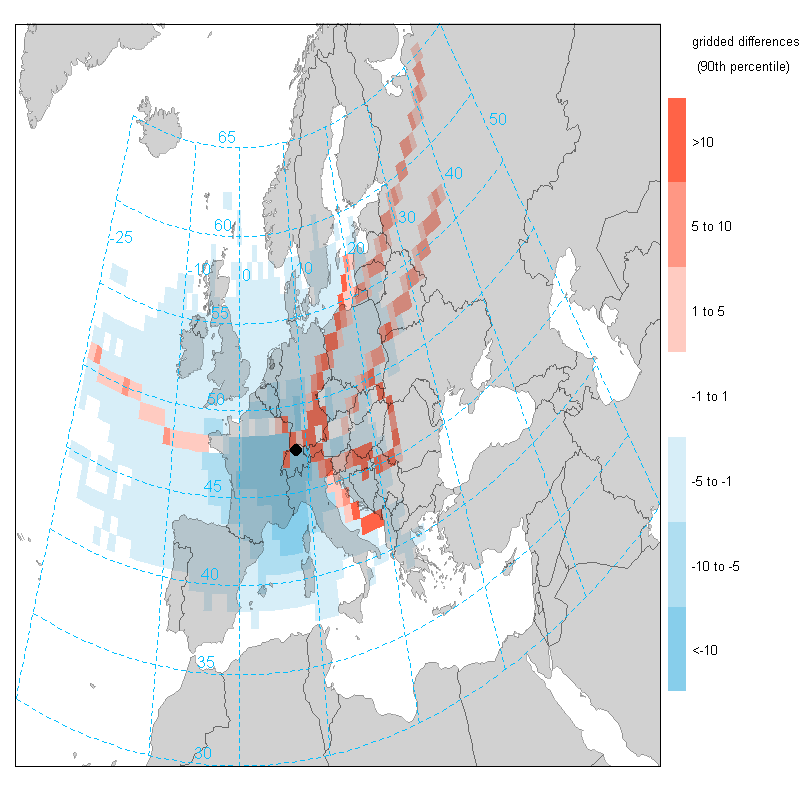 gridded differences
(90th percentile)
>10
5 to 10
1 to 5
-1 to 1
-5 to -1
-10 to -5
<-10
65
50
40
-25
60
30
20
-10
0
10
55
50
45
40
35
30